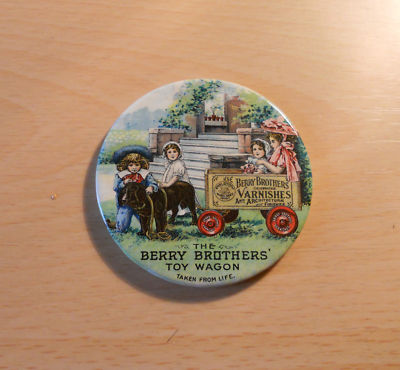 BERRY BROTHERS'
VARNISHES
AND ARCHITECTURAL
FINISHES
THE
BERRY BROTHERS'
TOY WAGON
TAKEN FROM LIFE.